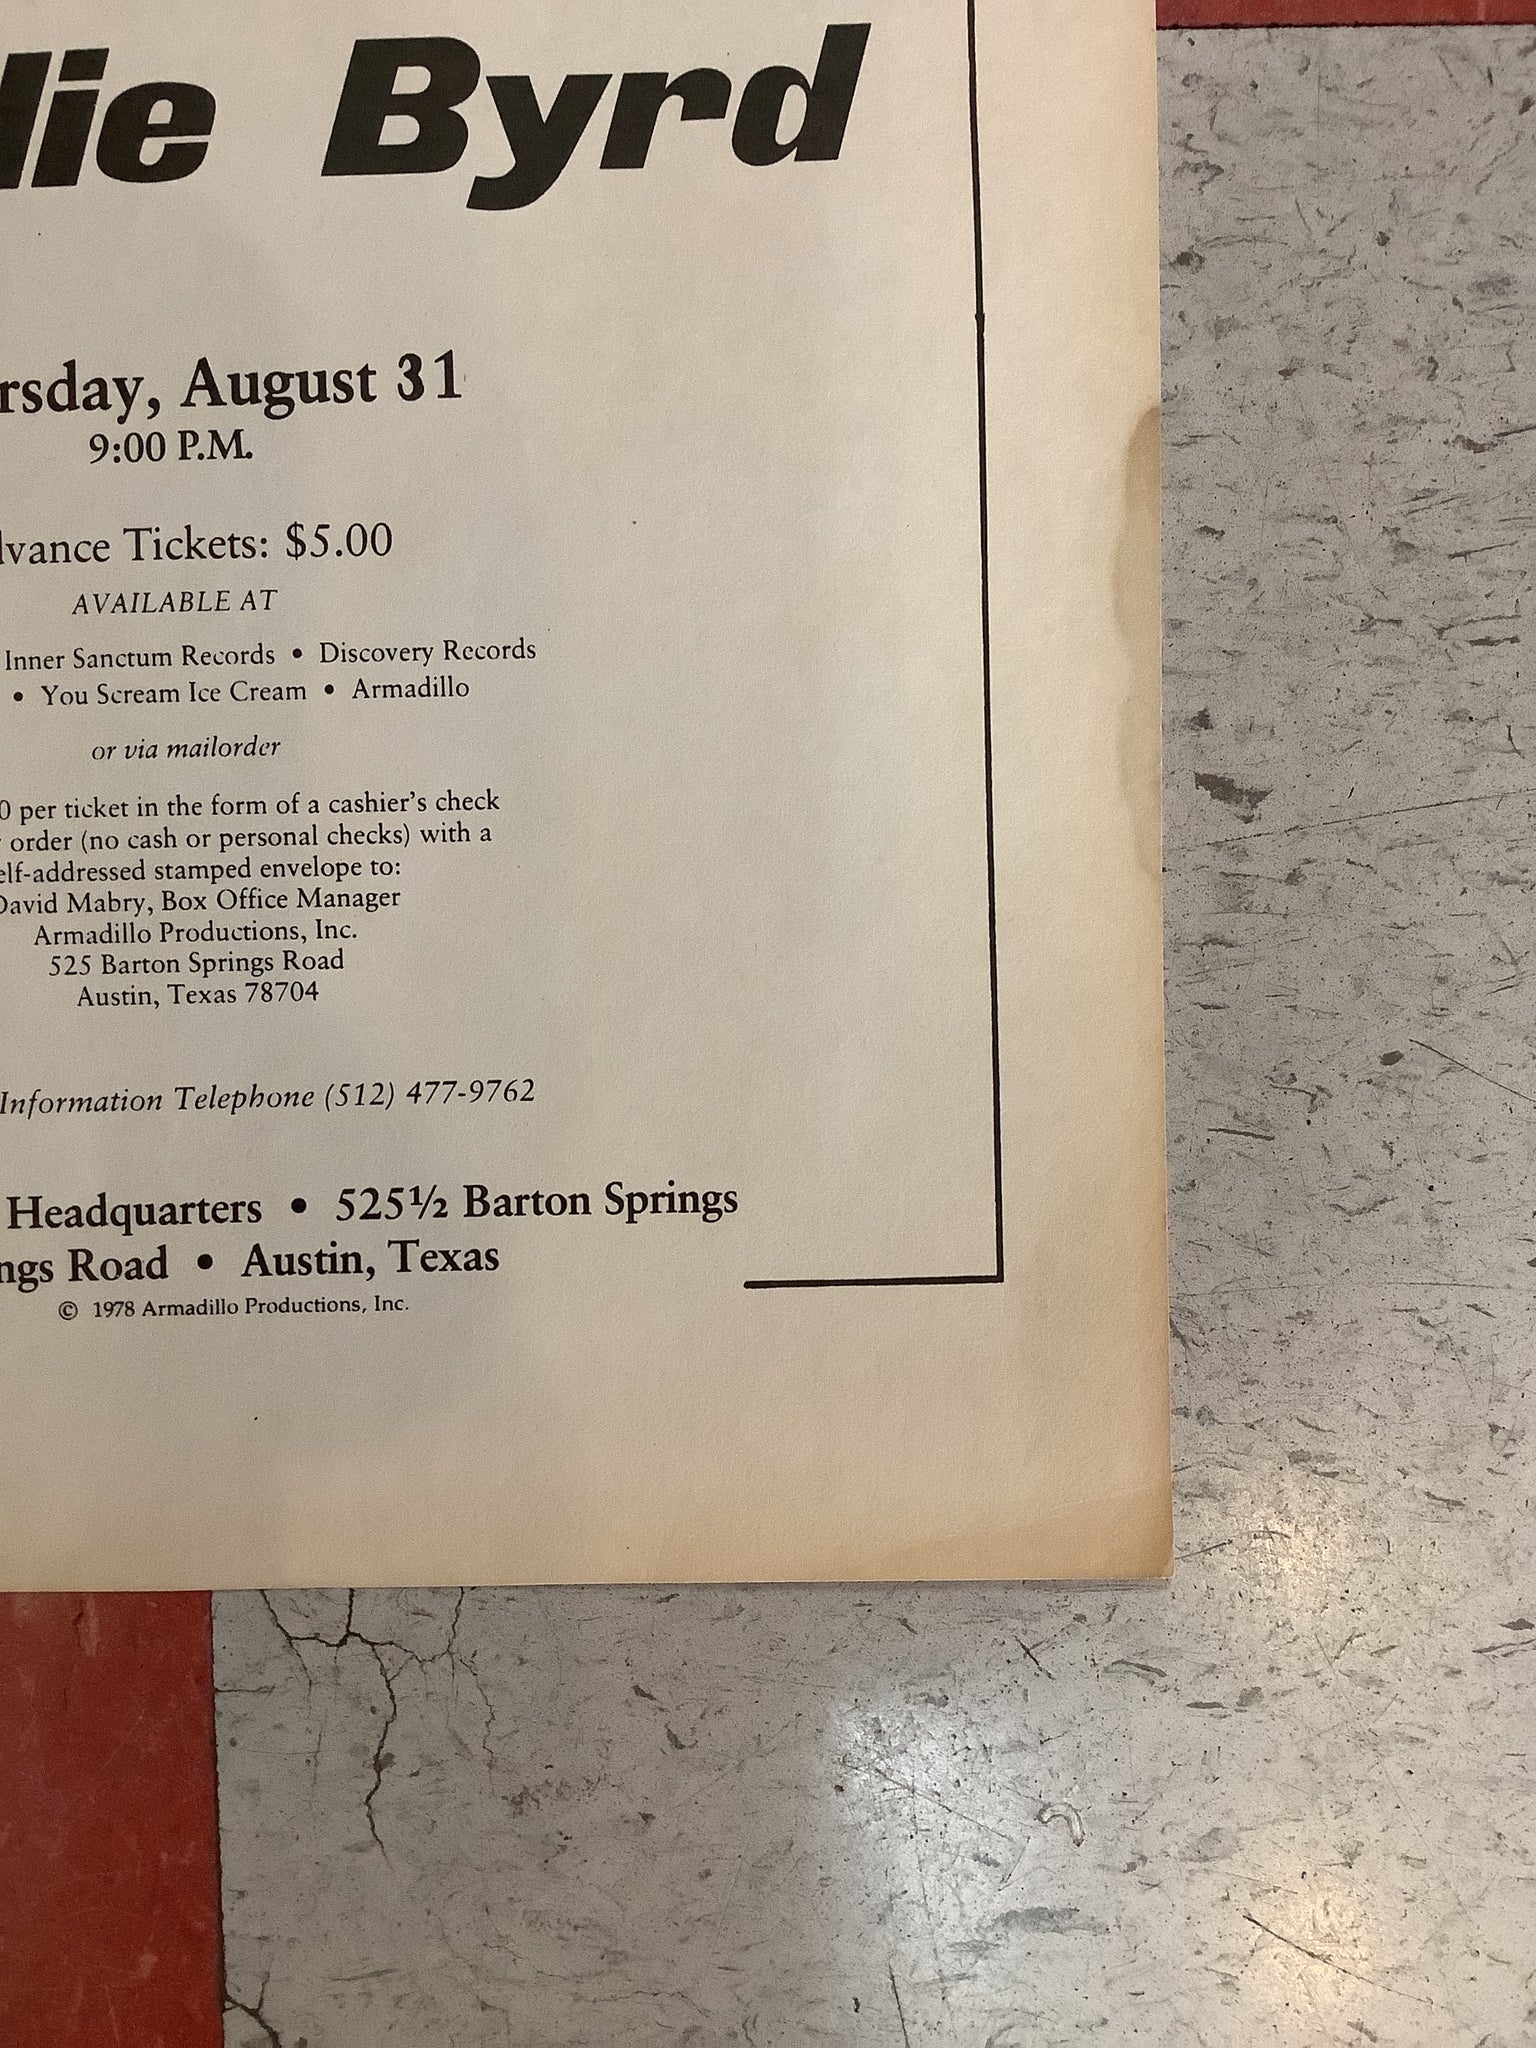 lie Byrd
rsday, August 31
9:00 P.M.
dvance Tickets: $5.00
AVAILABLE AT
Inner Sanctum Records • Discovery Records
• You Scream Ice Cream • Armadillo
or via mailorder
0 per ticket in the form of a cashier's check
order (no cash or personal checks) with a
elf-addressed stamped envelope to:
David Mabry, Box Office Manager
Armadillo Productions, Inc.
525 Barton Springs Road
Austin, Texas 78704
Information Telephone (512) 477-9762
Headquarters • 525½ Barton Springs
ngs Road • Austin, Texas
© 1978 Armadillo Productions, Inc.